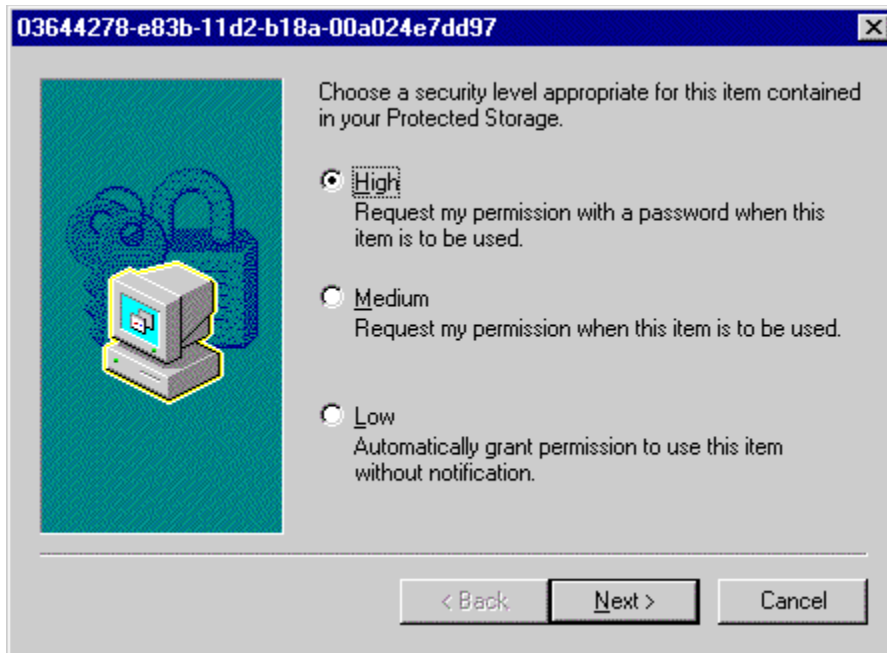 03644278-e83b-11d2-b18a-00a024e7dd97
Choose a security level appropriate for this item contained
in your Protected Storage.
High
Request my permission with a password when this
item is to be used.
Medium
Request my permission when this item is to be used.
Low
Automatically grant permission to use this item
without notification.
< Back Next > Cancel